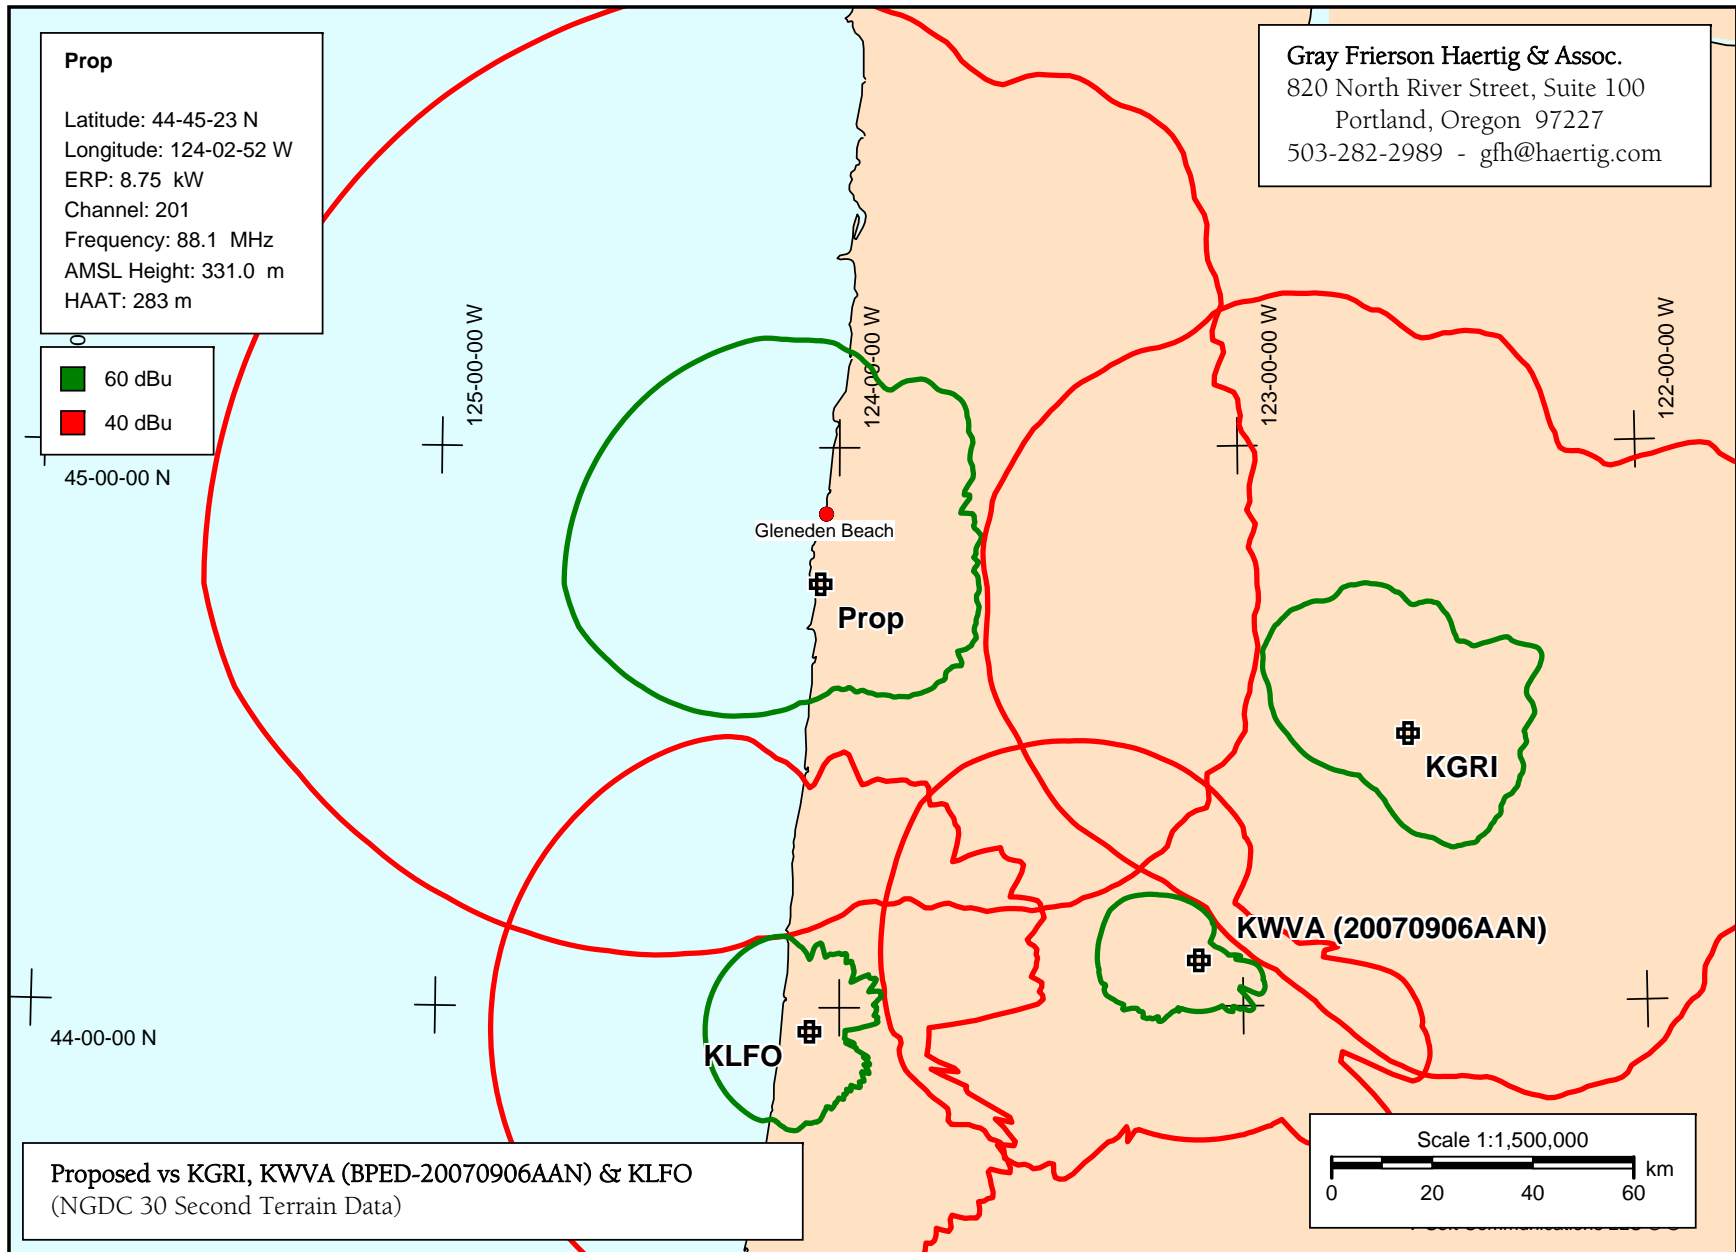 Prop
Latitude: 44-45-23 N
Longitude: 124-02-52 W
ERP: 8.75 kW
Channel: 201
Frequency: 88.1 MHz
AMSL Height: 331.0 m
HAAT: 283 m
Gray Frierson Haertig & Assoc.
820 North River Street, Suite 100
Portland, Oregon 97227
503-282-2989 - gfh@haertig.com
0
60 dBu
40 dBu
125-00-00 W
124-00-00 W
123-00-00 W
122-00-00 W
45-00-00 N
Gleneden Beach
Prop
KGRI
KWVA (20070906AAN)
KLFO
44-00-00 N
Proposed vs KGRI, KWVA (BPED-20070906AAN) & KLFO
(NGDC 30 Second Terrain Data)
Scale 1:1,500,000
km
0 20 40 60